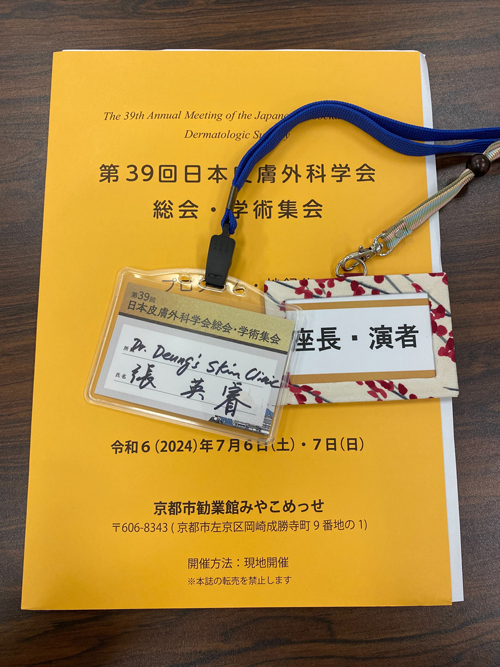 The 39th Annual Meeting of the Japan
Dermatologic Su
第39回日本皮膚外科学会
総会・学術集会
第39回
日本皮膚外科学会総会・学術集会
Dr. Deung's Skin Clinic
氏名 張 英睿
座長・演者
令和6(2024)年7月6日(土)・7日(日)
京都市勧業館みやこめっせ
〒606-8343 ( 京都市左京区岡崎成勝寺町 9 番地の 1)
開催方法:現地開催
※本誌の転売を禁止します